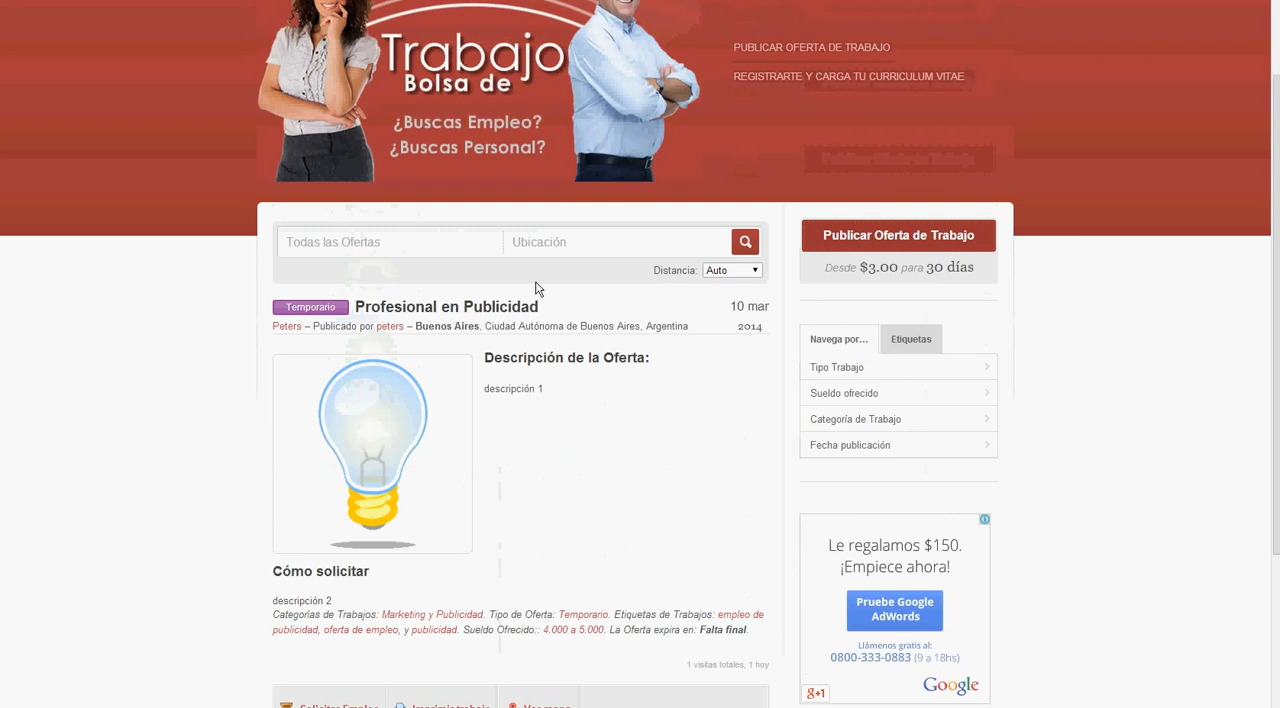 Trabajo
Bolsa de
¿Buscas Empleo?
¿Buscas Personal?
PUBLICAR OFERTA DE TRABAJO
REGISTRARTE Y CARGA TU CURRICULUM VITAE
Todas las Ofertas
Ubicación
Distancia: Auto
Temporario Profesional en Publicidad 10 mar
Peters – Publicado por peters – Buenos Aires, Ciudad Autónoma de Buenos Aires, Argentina 2014
Descripción de la Oferta:
descripción 1
Cómo solicitar
descripción 2
Categorías de Trabajos: Marketing y Publicidad. Tipo de Oferta: Temporario. Etiquetas de Trabajos: empleo de
publicidad, oferta de empleo, y publicidad. Sueldo Ofrecido:: 4.000 a 5.000. La Oferta expira en: Falta final.
1 visitas totales, 1 hoy
Solicitar Empleo Imprimir trabajo Ver mapa
Publicar Oferta de Trabajo
Desde $3.00 para 30 días
Navega por... Etiquetas
Tipo Trabajo
Sueldo ofrecido
Categoría de Trabajo
Fecha publicación
Le regalamos $150.
¡Empiece ahora!
Pruebe Google
AdWords
Llámenos gratis al:
0800-333-0883 (9 a 18hs)
g+1 Google